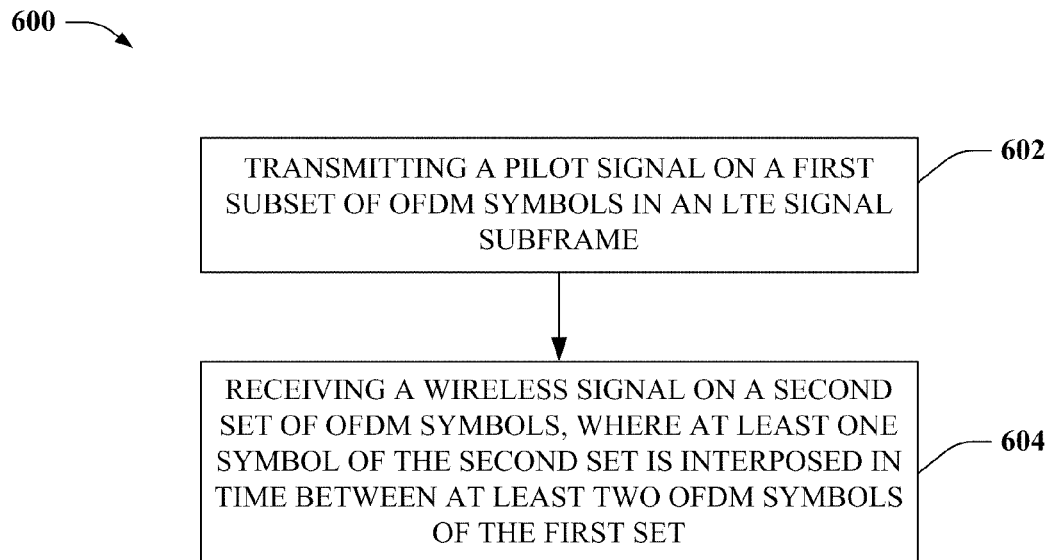 600
TRANSMITTING A PILOT SIGNAL ON A FIRST
SUBSET OF OFDM SYMBOLS IN AN LTE SIGNAL
SUBFRAME
602
RECEIVING A WIRELESS SIGNAL ON A SECOND
SET OF OFDM SYMBOLS, WHERE AT LEAST ONE
SYMBOL OF THE SECOND SET IS INTERPOSED IN
TIME BETWEEN AT LEAST TWO OFDM SYMBOLS
OF THE FIRST SET
604